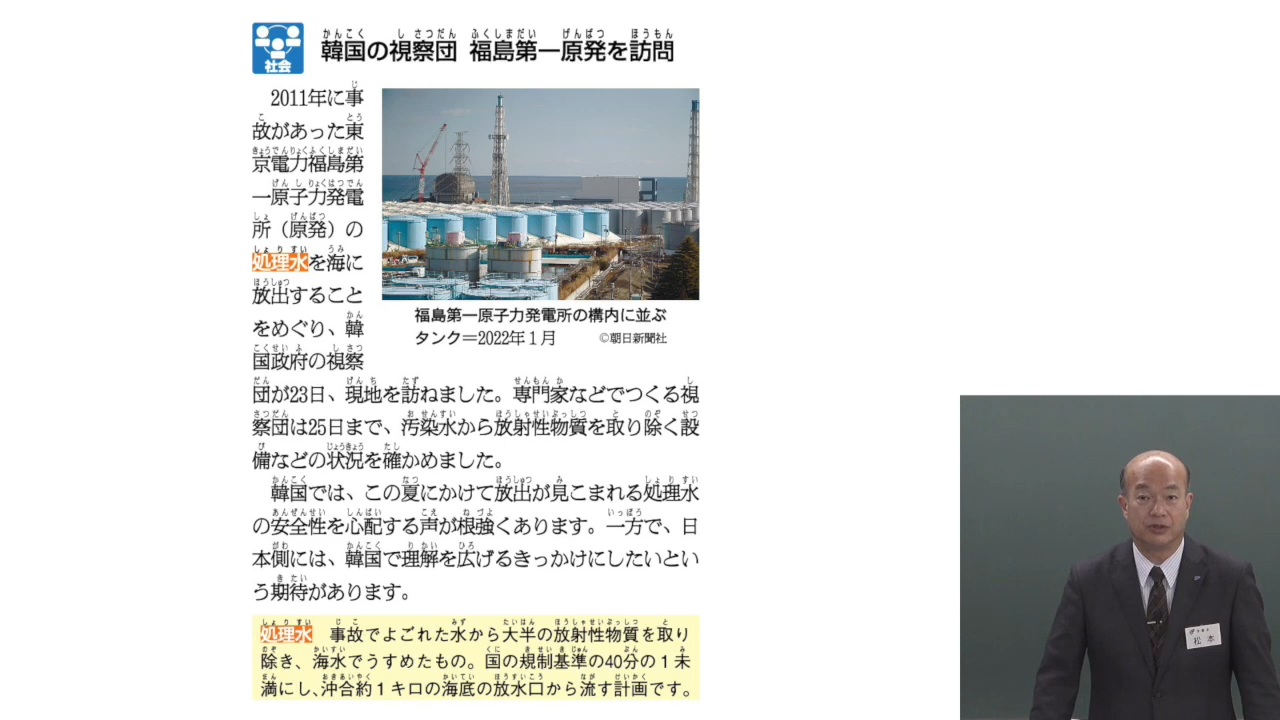 社会
韓国の視察団 福島第一原発を訪問
2011年に事
故があった東
京電力福島第
一原子力発電
所（原発）の
処理水を海に
放出すること
をめぐり、韓
国政府の視察
団が23日、現地を訪ねました。専門家などでつくる視
察団は25日まで、汚染水から放射性物質を取り除く設
備などの状況を確かめました。
韓国では、この夏にかけて放出が見こまれる処理水
の安全性を心配する声が根強くあります。一方で、日
本側には、韓国で理解を広げるきっかけにしたいとい
う期待があります。
福島第一原子力発電所の構内に並ぶ
タンク＝2022年１月 ©朝日新聞社
処理水 事故でよごれた水から大半の放射性物質を取り
除き、海水でうすめたもの。国の規制基準の40分の１未
満にし、沖合約１キロの海底の放水口から流す計画です。
松本